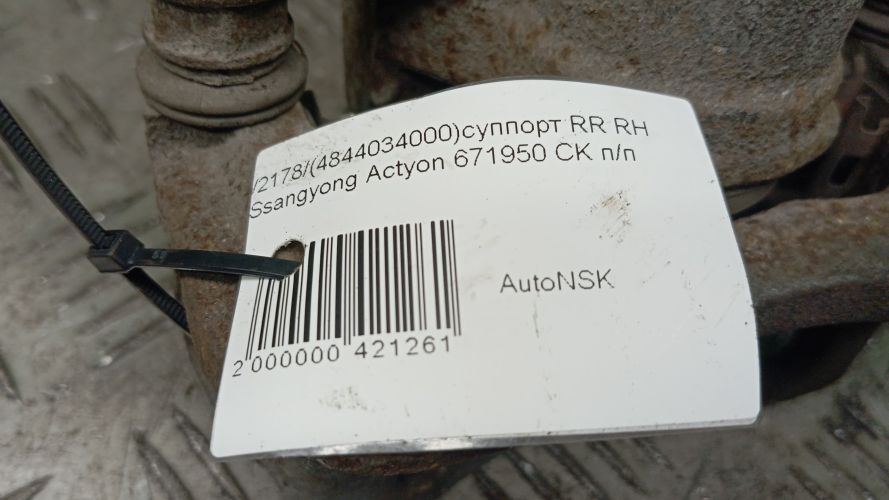 /2178/(4844034000)суппорт RR RH
Ssangyong Actyon 671950 CK п/п
AutoNSK
2 000000 421261